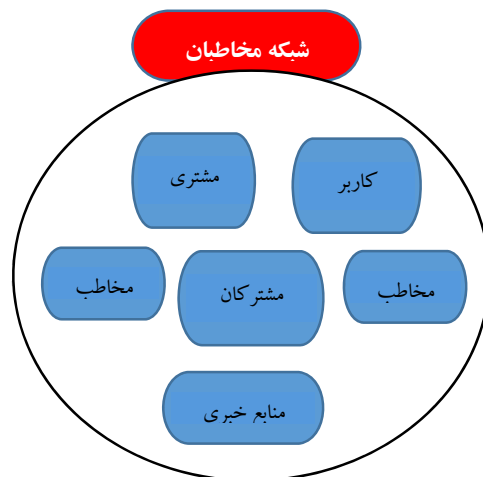 شبکه مخاطبان
کاربر
مشتری
مخاطب
مشترکان
مخاطب
منابع خبری